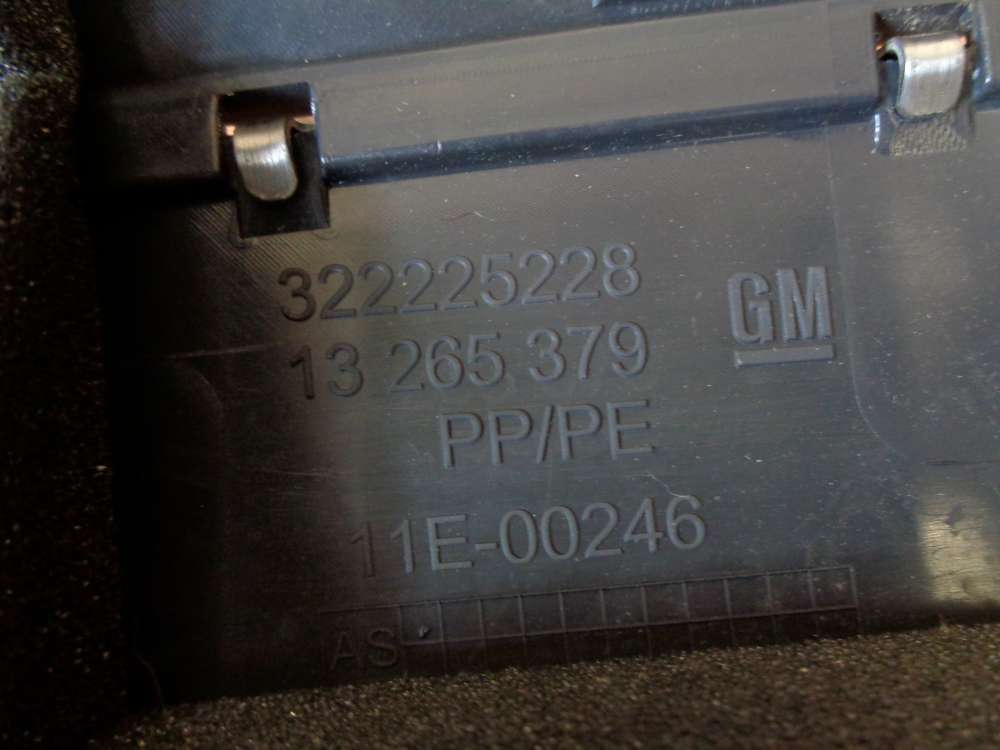 322225228
13 265 379
GM
PP/PE
11E-00246
AS